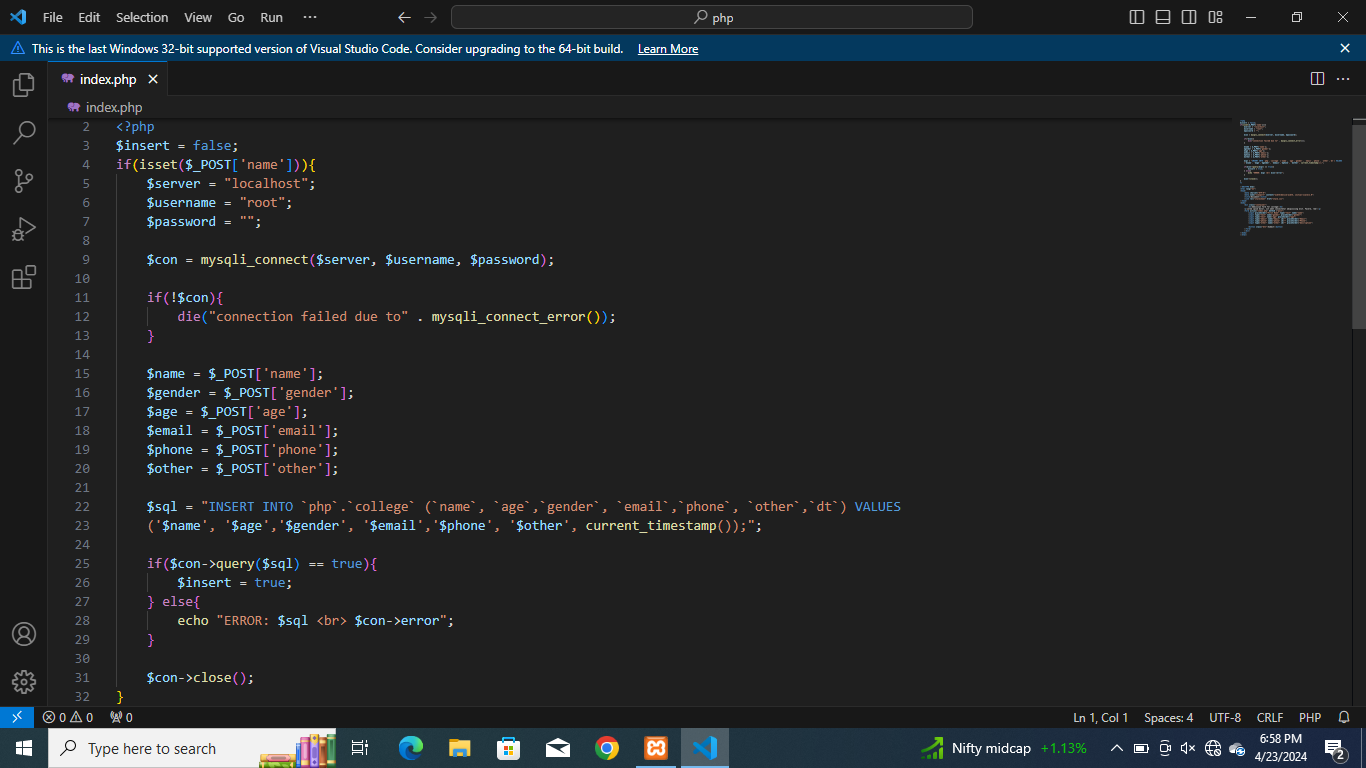 File Edit Selection View Go Run ··· php
This is the last Windows 32-bit supported version of Visual Studio Code. Consider upgrading to the 64-bit build. Learn More
index.php
index.php
2 <?php
3 $insert = false;
4 if(isset($_POST['name'])){
5     $server = "localhost";
6     $username = "root";
7     $password = "";
8
9     $con = mysqli_connect($server, $username, $password);
10
11     if(!$con){
12         die("connection failed due to" . mysqli_connect_error());
13     }
14
15     $name = $_POST['name'];
16     $gender = $_POST['gender'];
17     $age = $_POST['age'];
18     $email = $_POST['email'];
19     $phone = $_POST['phone'];
20     $other = $_POST['other'];
21
22     $sql = "INSERT INTO `php`.`college` (`name`, `age`,`gender`, `email`,`phone`, `other`,`dt`) VALUES
23     ('$name', '$age','$gender', '$email','$phone', '$other', current_timestamp());";
24
25     if($con->query($sql) == true){
26         $insert = true;
27     } else{
28         echo "ERROR: $sql <br> $con->error";
29     }
30
31     $con->close();
32 }
0 0 0 Ln 1, Col 1 Spaces: 4 UTF-8 CRLF PHP
Type here to search Nifty midcap +1.13% 6:58 PM
4/23/2024 2